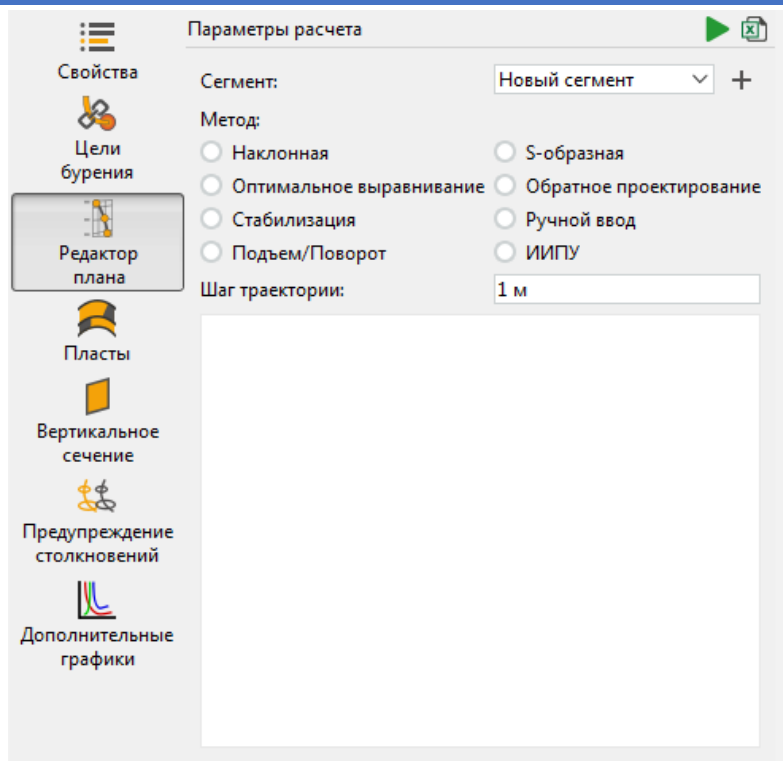 Свойства
Цели
бурения
Редактор
плана
Пласты
Вертикальное
сечение
Предупреждение
столкновений
Дополнительные
графики
Параметры расчета
Сегмент:
Новый сегмент
Метод:
Наклонная
S-образная
Оптимальное выравнивание
Обратное проектирование
Стабилизация
Ручной ввод
Подъем/Поворот
ИИПУ
Шаг траектории:
1 м